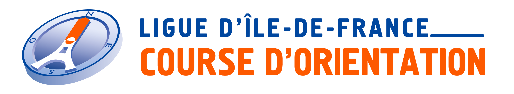 LIGUE D'ÎLE-DE-FRANCE
COURSE D'ORIENTATION
N
S